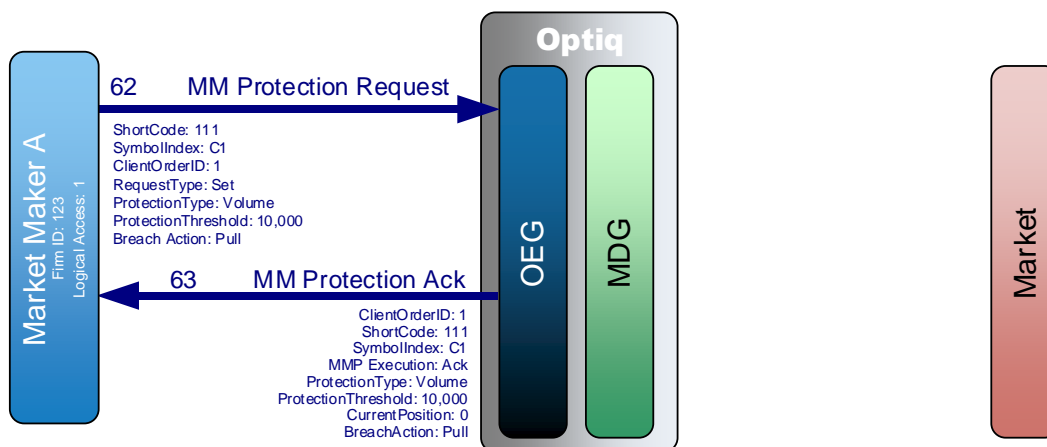 Optiq
Market Maker A
Firm ID: 123
Logical Access: 1
62 MM Protection Request
ShortCode: 111
SymbolIndex: C1
ClientOrderID: 1
RequestType: Set
ProtectionType: Volume
ProtectionThreshold: 10,000
Breach Action: Pull
63 MM Protection Ack
ClientOrderID: 1
ShortCode: 111
SymbolIndex: C1
MMP Execution: Ack
ProtectionType: Volume
ProtectionThreshold: 10,000
CurrentPosition: 0
BreachAction: Pull
OEG
MDG
Market